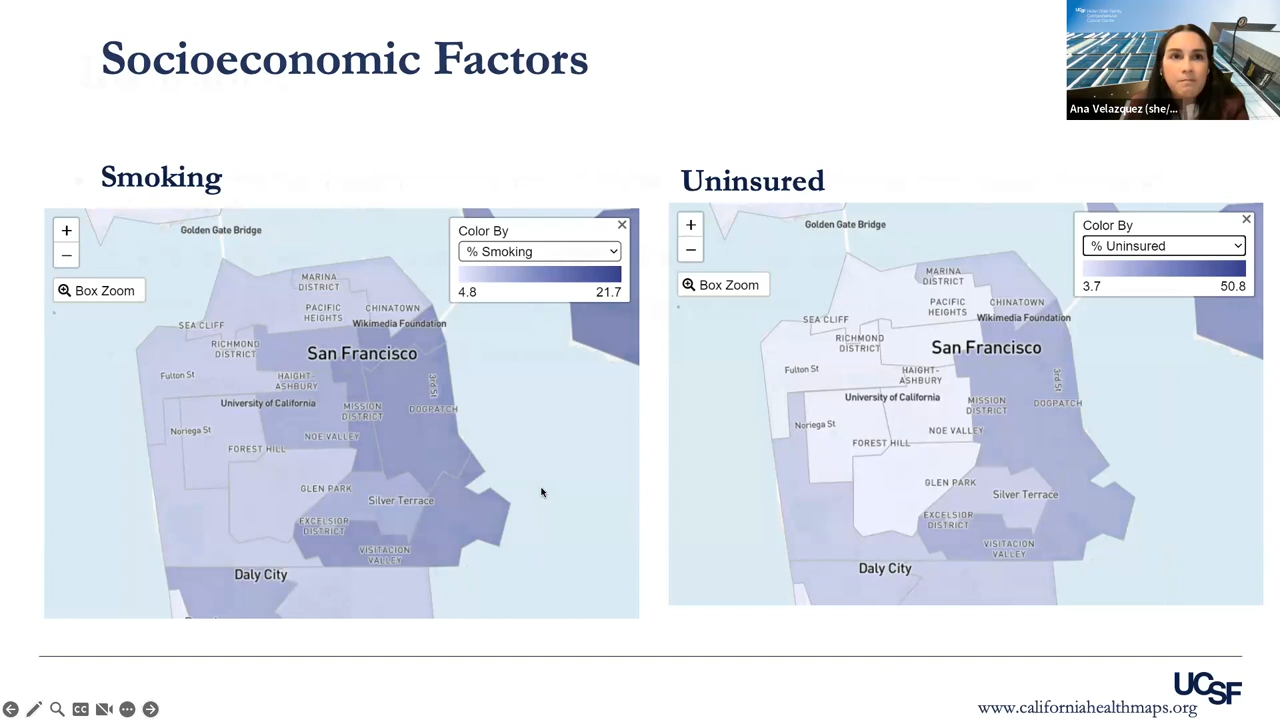 Socioeconomic Factors
Ana Velazquez (she/...
Smoking
Golden Gate Bridge
+
−
Box Zoom
Color By
% Smoking
4.8 21.7
MARINA
DISTRICT
PACIFIC
HEIGHTS
CHINATOWN
Wikimedia Foundation
SEA CLIFF
RICHMOND
DISTRICT
San Francisco
Fulton St
HAIGHT-
ASHBURY
3rd St
University of California
MISSION
DISTRICT
DOGPATCH
Noriega St
NOE VALLEY
FOREST HILL
GLEN PARK
Silver Terrace
EXCELSIOR
DISTRICT
VISITACION
VALLEY
Daly City
Uninsured
Golden Gate Bridge
+
−
Box Zoom
Color By
% Uninsured
3.7 50.8
MARINA
DISTRICT
PACIFIC
HEIGHTS
CHINATOWN
Wikimedia Foundation
SEA CLIFF
RICHMOND
DISTRICT
San Francisco
Fulton St
HAIGHT-
ASHBURY
3rd St
University of California
MISSION
DISTRICT
DOGPATCH
Noriega St
NOE VALLEY
FOREST HILL
GLEN PARK
Silver Terrace
EXCELSIOR
DISTRICT
VISITACION
VALLEY
Daly City
UCSF
www.californiahealthmaps.org
CC